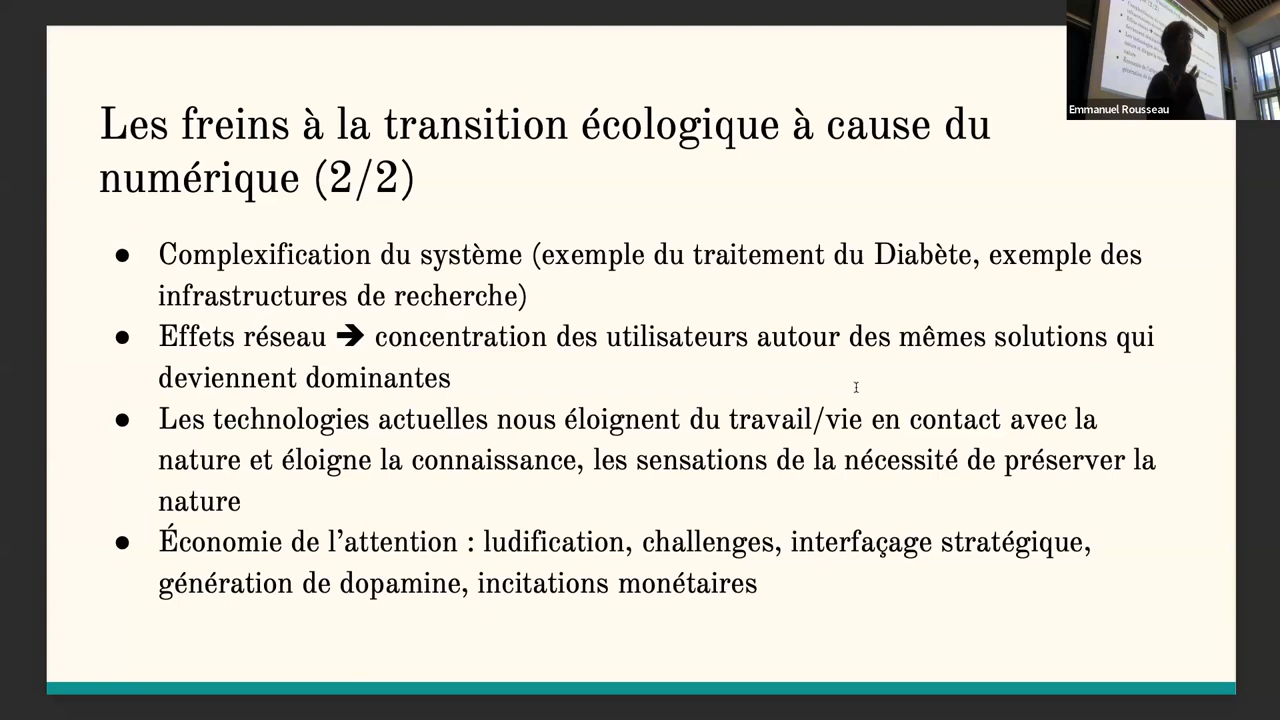 Les freins à la transition écologique à cause du
numérique (2/2)
● Complexification du système (exemple du traitement du Diabète, exemple des
infrastructures de recherche)
● Effets réseau ➔ concentration des utilisateurs autour des mêmes solutions qui
deviennent dominantes
● Les technologies actuelles nous éloignent du travail/vie en contact avec la
nature et éloigne la connaissance, les sensations de la nécessité de préserver la
nature
● Économie de l’attention : ludification, challenges, interfaçage stratégique,
génération de dopamine, incitations monétaires
Emmanuel Rousseau